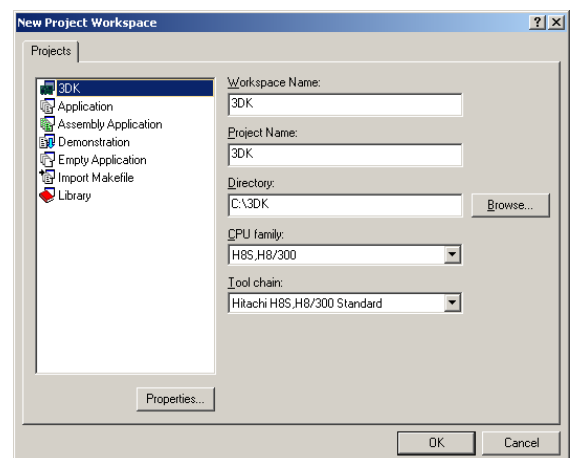 New Project Workspace
Projects
3DK
Application
Assembly Application
Demonstration
Empty Application
Import Makefile
Library
Properties...
Workspace Name:
3DK
Project Name:
3DK
Directory:
C:\3DK
Browse...
CPU family:
H8S,H8/300
Tool chain:
Hitachi H8S,H8/300 Standard
OK
Cancel